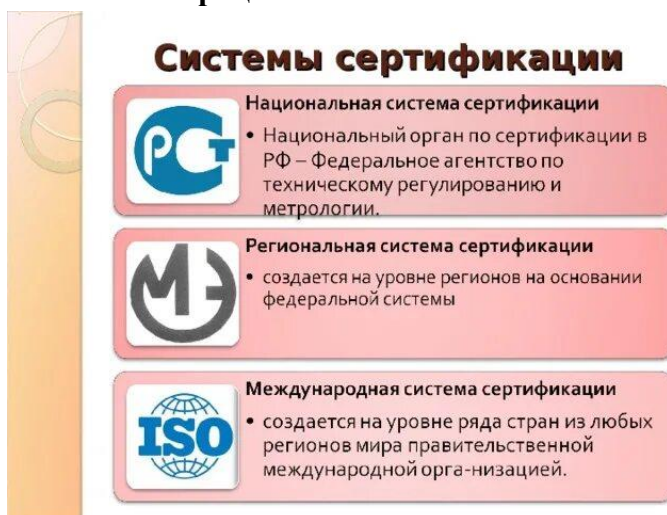 Системы сертификации
Национальная система сертификации
• Национальный орган по сертификации в
РФ – Федеральное агентство по
техническому регулированию и
метрологии.
Региональная система сертификации
• создается на уровне регионов на основании
федеральной системы
МЭ
Международная система сертификации
• создается на уровне ряда стран из любых
регионов мира правительственной
международной орга-низацией.
ISO